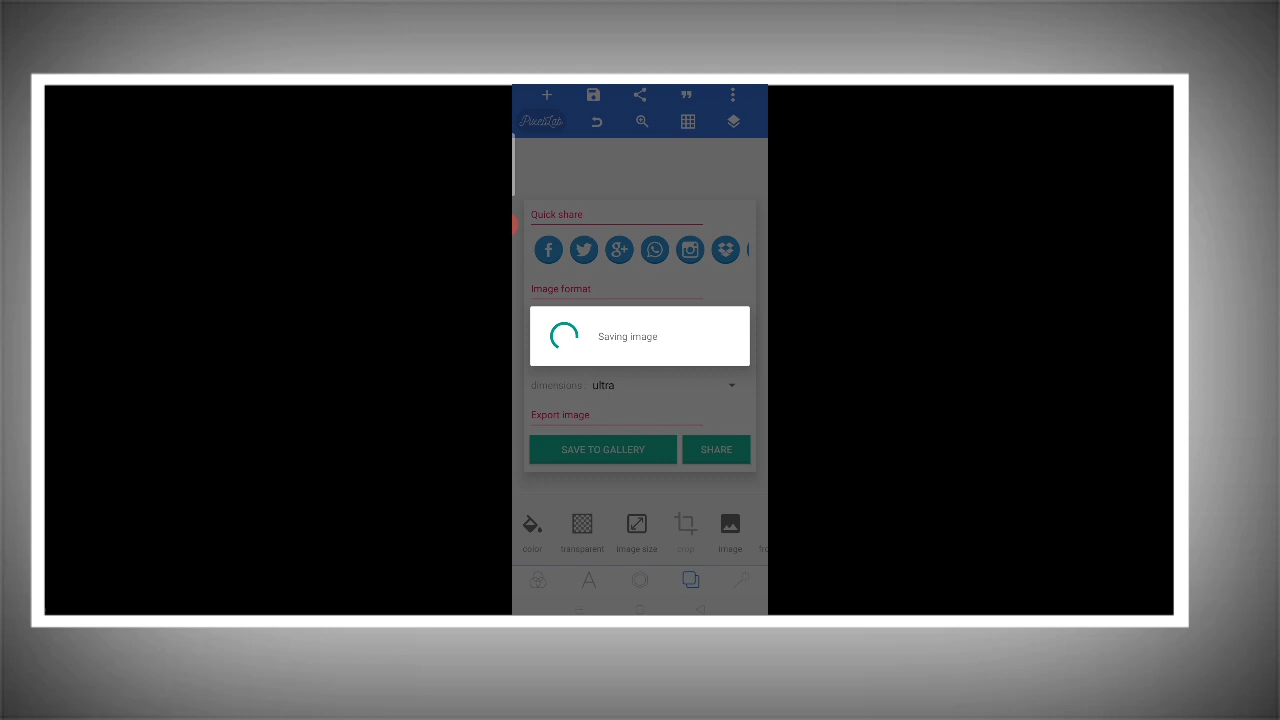 PixelLab
Quick share
Image format
Saving image
dimensions : ultra
Export image
SAVE TO GALLERY SHARE
color transparent Image size crop Image fro